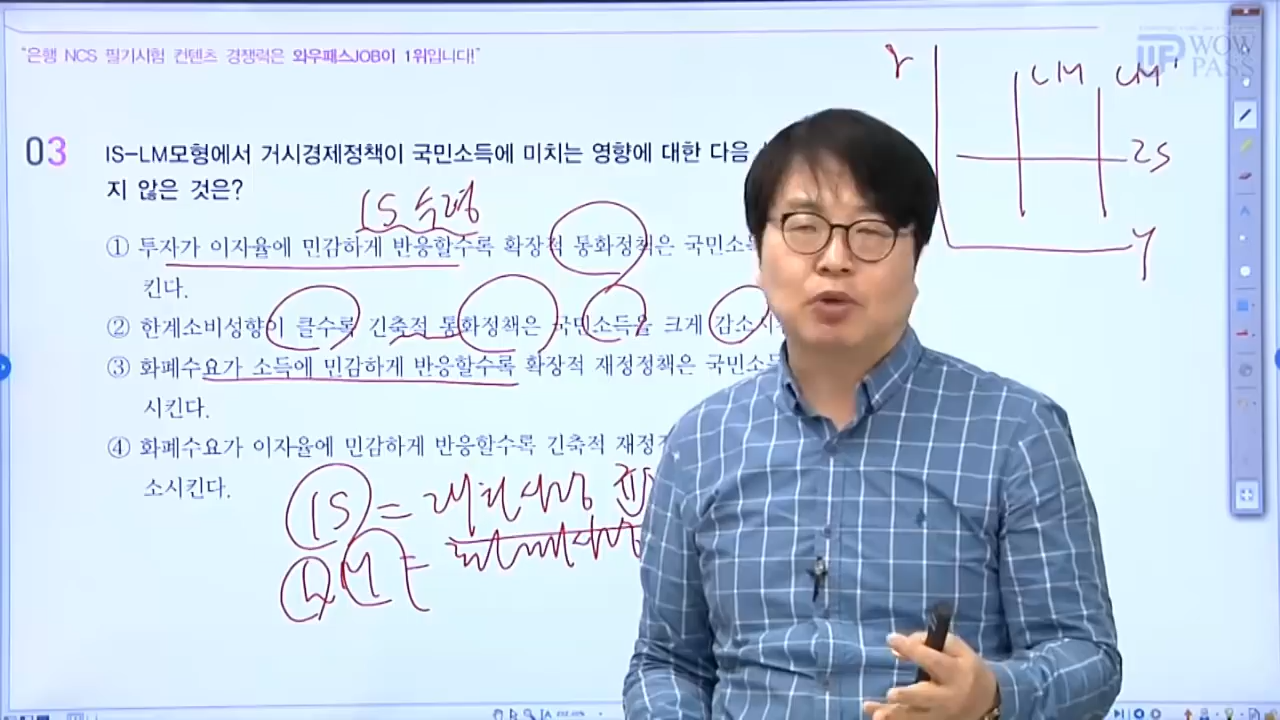 "은행 NCS 필기시험 컨텐츠 경쟁력은 와우패스JOB이 1위입니다!"
WOW
PASS
r
LM
LM'
IS
Y
03
IS-LM모형에서 거시경제정책이 국민소득에 미치는 영향에 대한 다음
지 않은 것은?
IS 수평
① 투자가 이자율에 민감하게 반응할수록 확장적 통화정책은 국민소득
킨다.
② 한계소비성향이 클수록 긴축적 통화정책은 국민소득을 크게 감소시
③ 화폐수요가 소득에 민감하게 반응할수록 확장적 재정정책은 국민소득
시킨다.
④ 화폐수요가 이자율에 민감하게 반응할수록 긴축적 재정
소시킨다.
IS =
LM =